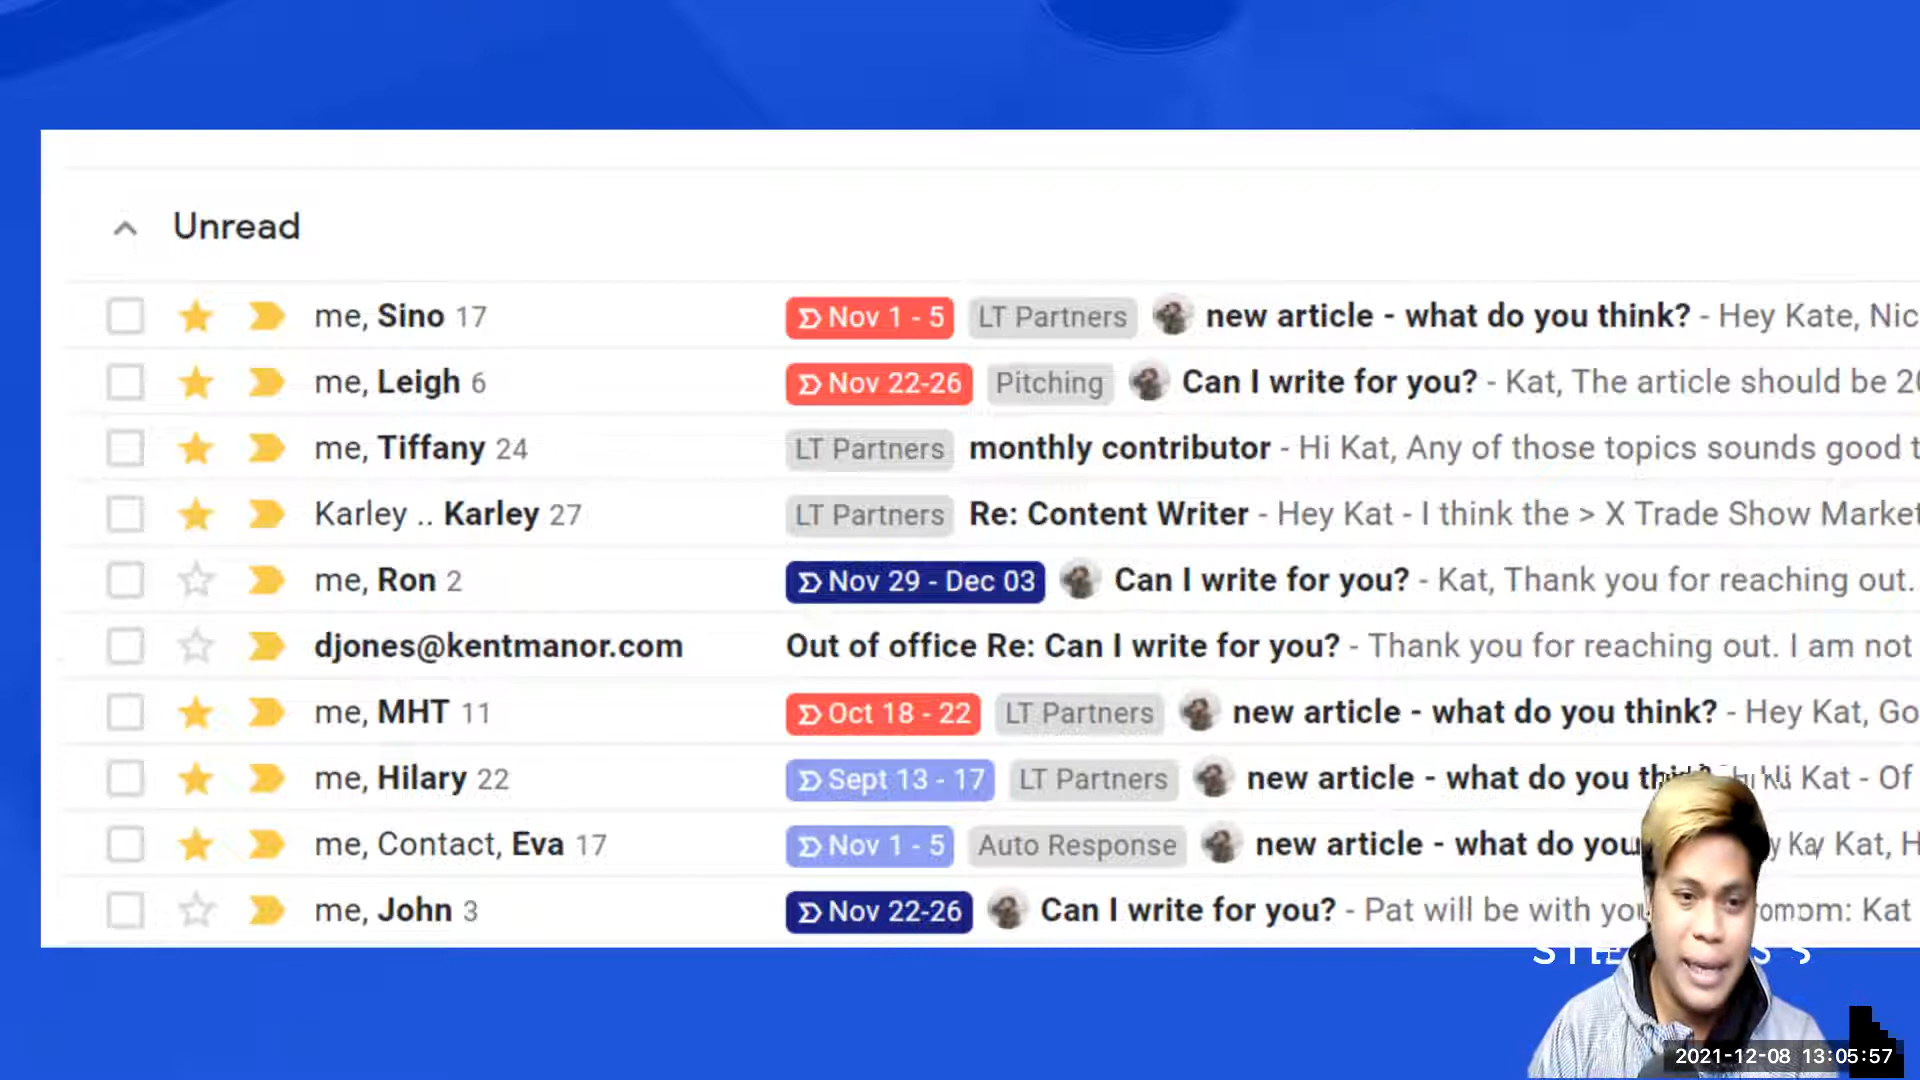 Unread
me, Sino 17 Nov 1 - 5 LT Partners new article - what do you think? - Hey Kate, Nic
me, Leigh 6 Nov 22-26 Pitching Can I write for you? - Kat, The article should be 20
me, Tiffany 24 LT Partners monthly contributor - Hi Kat, Any of those topics sounds good t
Karley .. Karley 27 LT Partners Re: Content Writer - Hey Kat - I think the > X Trade Show Market
me, Ron 2 Nov 29 - Dec 03 Can I write for you? - Kat, Thank you for reaching out.
djones@kentmanor.com Out of office Re: Can I write for you? - Thank you for reaching out. I am not
me, MHT 11 Oct 18 - 22 LT Partners new article - what do you think? - Hey Kat, Go
me, Hilary 22 Sept 13 - 17 LT Partners new article - what do you Kat - Of
me, Contact, Eva 17 Nov 1 - 5 Auto Response new article - what do you Kat, H
me, John 3 Nov 22-26 Can I write for you? - Pat will be with Kat
2021-12-08 13:05:57